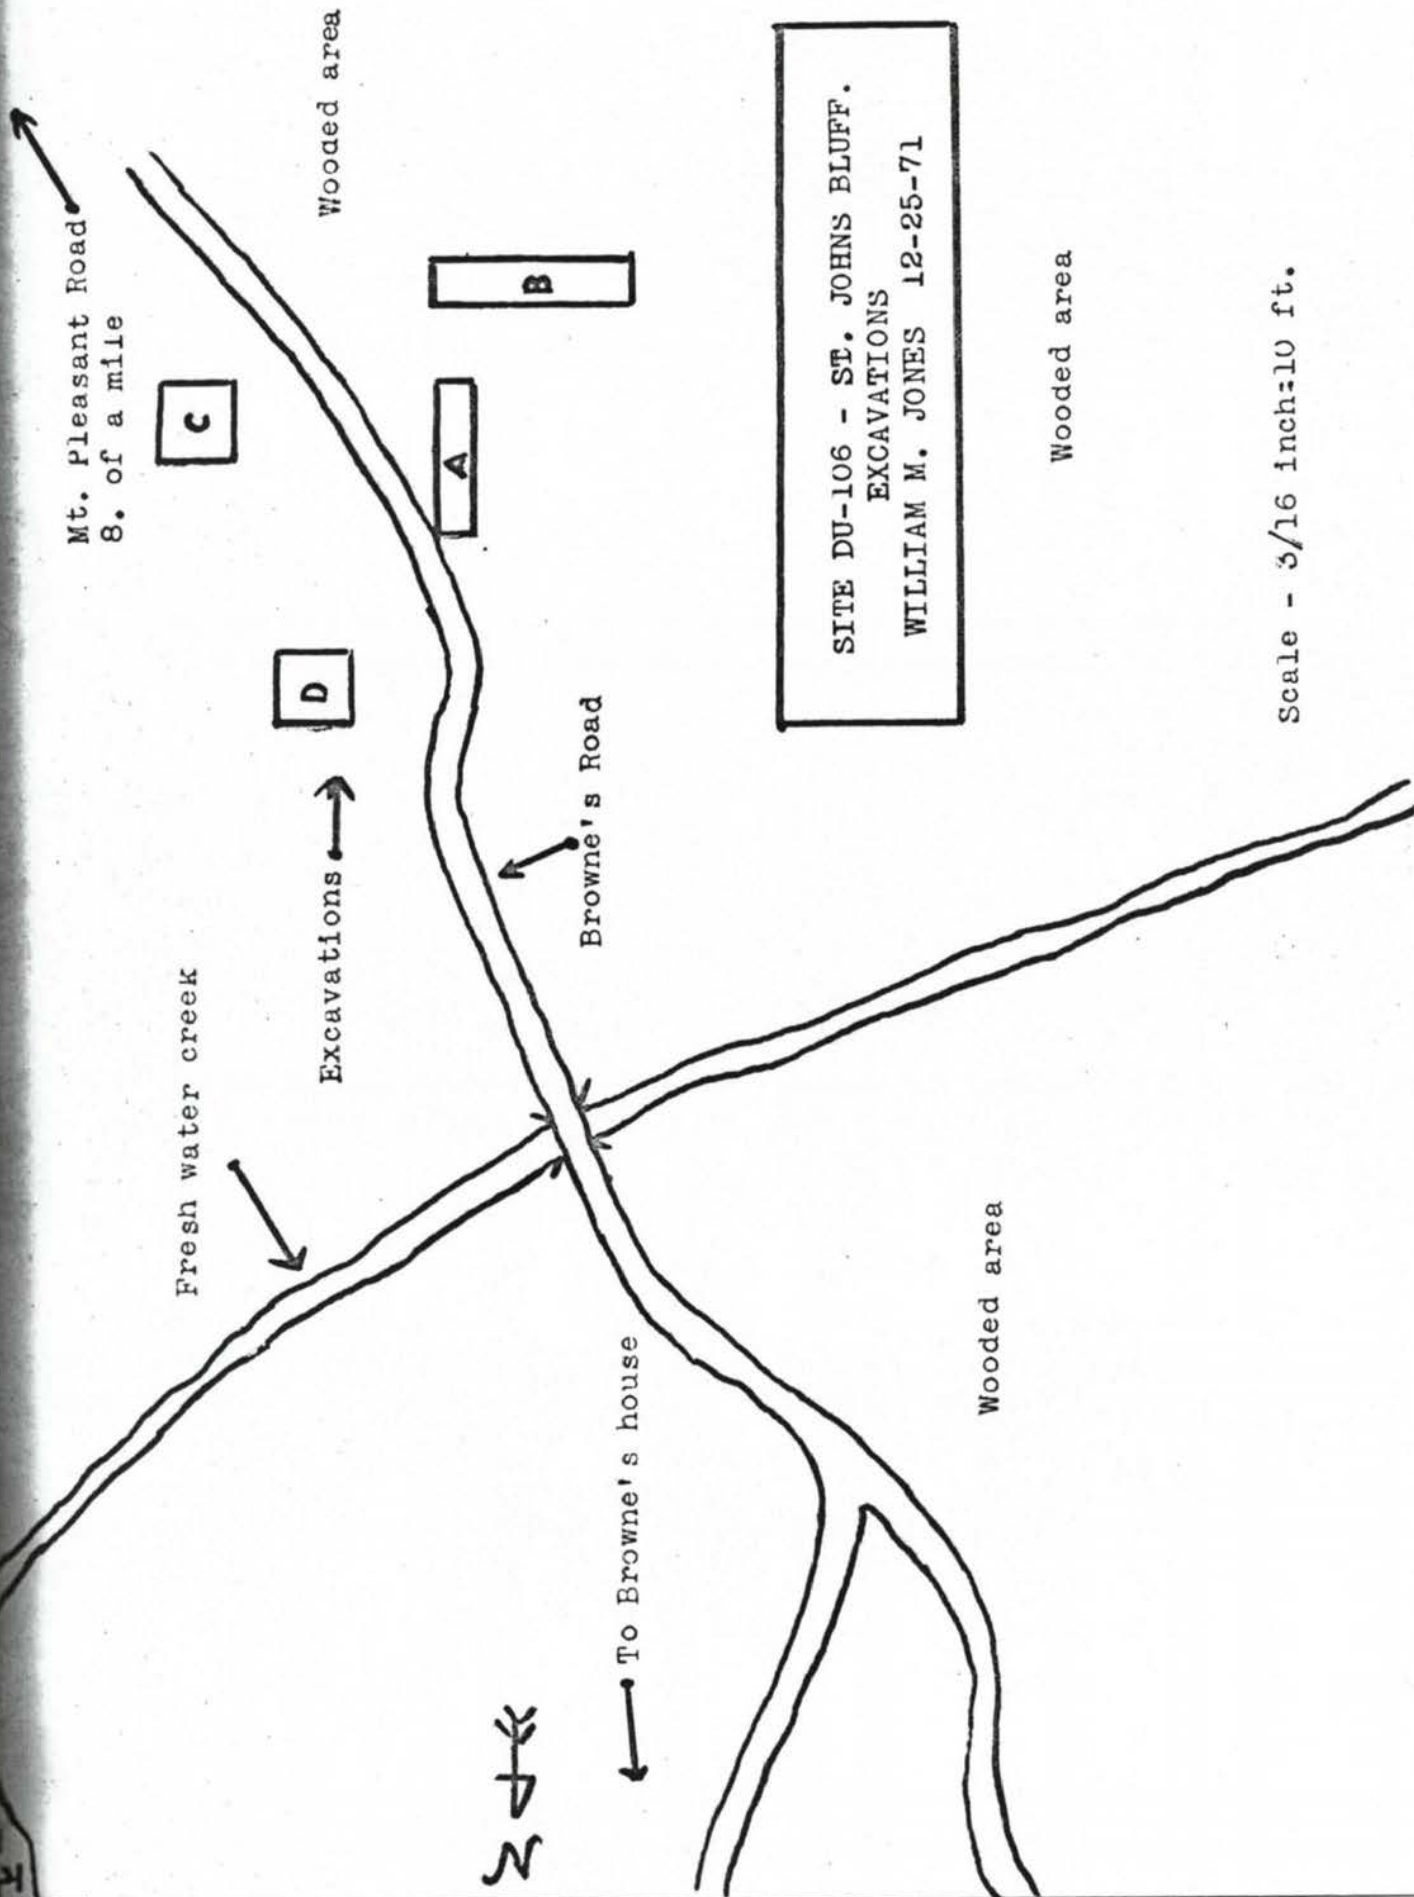 Mt. Pleasant Road
8. of a mile
Wooded area
C
B
A
D
Fresh water creek
Excavations
Browne's Road
SITE DU-106 - ST. JOHNS BLUFF.
EXCAVATIONS
WILLIAM M. JONES 12-25-71
Wooded area
To Browne's house
Wooded area
Scale - 3/16 inch=10 ft.
N